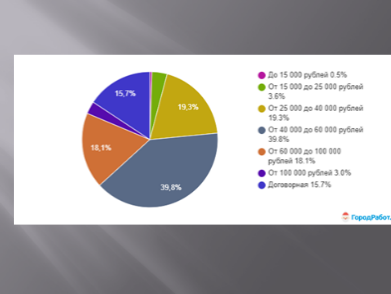 15,7%
19,3%
18,1%
39,8%
До 15 000 рублей 0.5%
От 15 000 до 25 000 рублей
3.6%
От 25 000 до 40 000 рублей
19.3%
От 40 000 до 60 000 рублей
39.8%
От 60 000 до 100 000
рублей 18.1%
От 100 000 рублей 3.0%
Договорная 15.7%
ГородРабот.